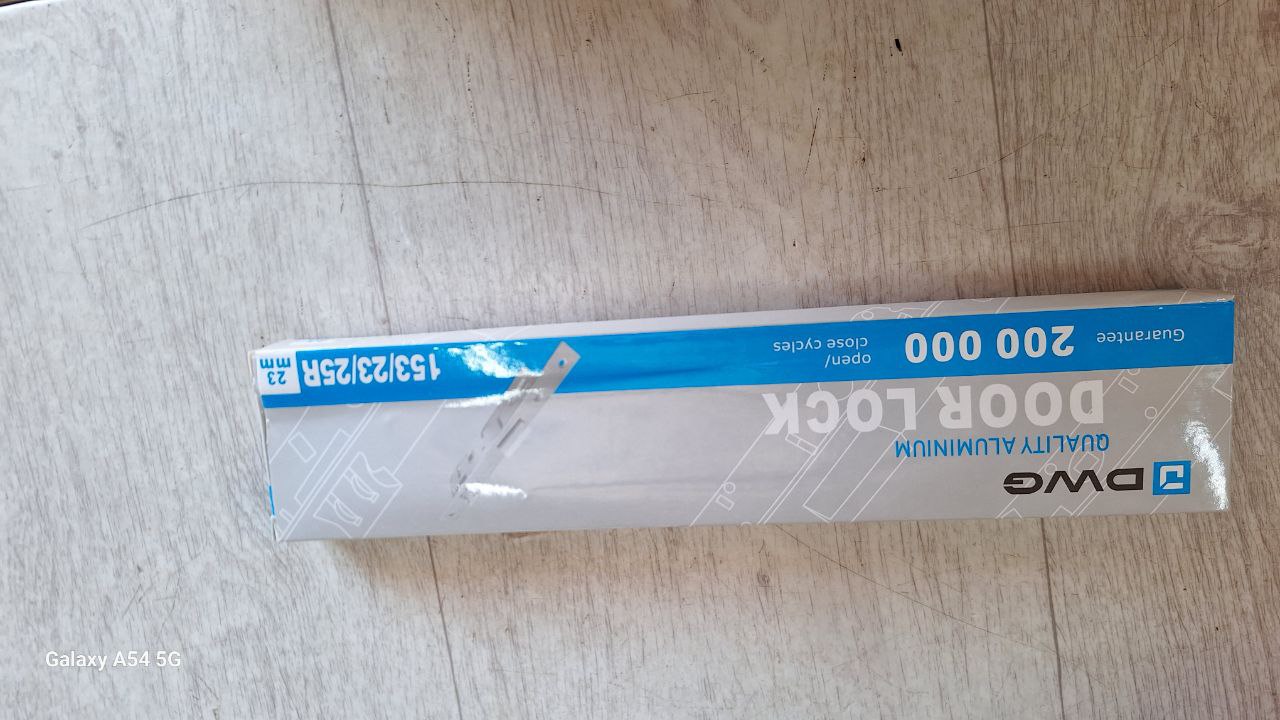 DWG
QUALITY ALUMINIUM
DOOR LOCK
Guarantee 200 000 open/
close cycles
153/23/25R
23
mm
Galaxy A54 5G